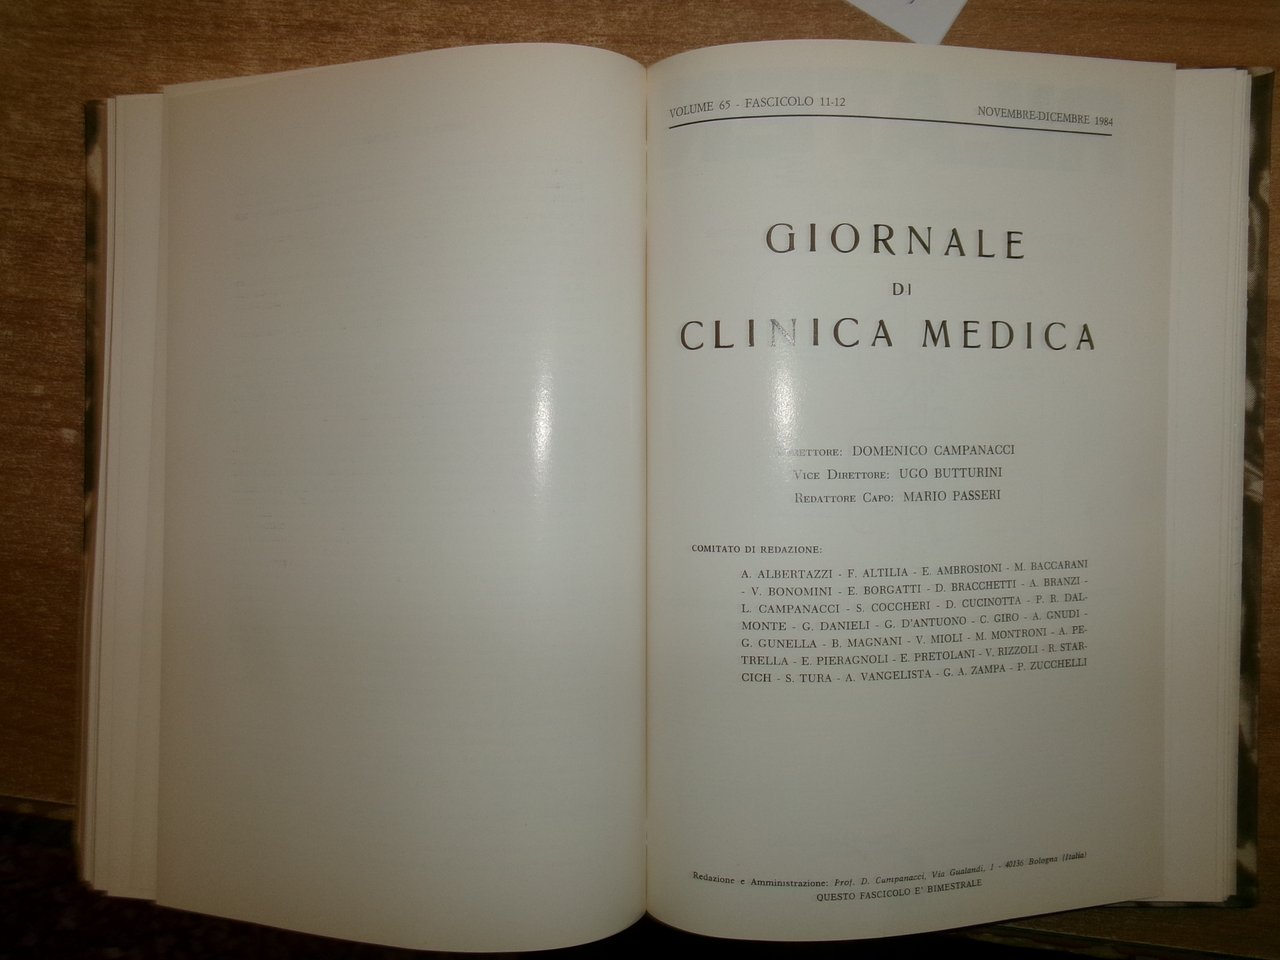 VOLUME 65 - FASCICOLO 11-12
NOVEMBRE-DICEMBRE 1984
GIORNALE
DI
CLINICA MEDICA
DIRETTORE: DOMENICO CAMPANACCI
VICE DIRETTORE: UGO BUTTURINI
REDATTORE CAPO: MARIO PASSERI
COMITATO DI REDAZIONE:
A. ALBERTAZZI - F. ALTILIA - E. AMBROSIONI - M. BACCARANI
- V. BONOMINI - E. BORGATTI - D. BRACCHETTI - A. BRANZI -
L. CAMPANACCI - S. COCCHERI - D. CUCINOTTA - P. R. DAL-
MONTE - G. DANIELI - G. D'ANTUONO - C. GIRO - A. GNUDI -
G. GUNELLA - B. MAGNANI - V. MIOLI - M. MONTRONI - A. PE-
TRELLA - E. PIERAGNOLI - E. PRETOLANI - V. RIZZOLI - R. STAR-
CICH - S. TURA - A. VANGELISTA - G. A. ZAMPA - P. ZUCCHELLI
Redazione e Amministrazione: Prof. D. Campanacci, Via Gualandi, 1 - 40136 Bologna (Italia)
QUESTO FASCICOLO E' BIMESTRALE